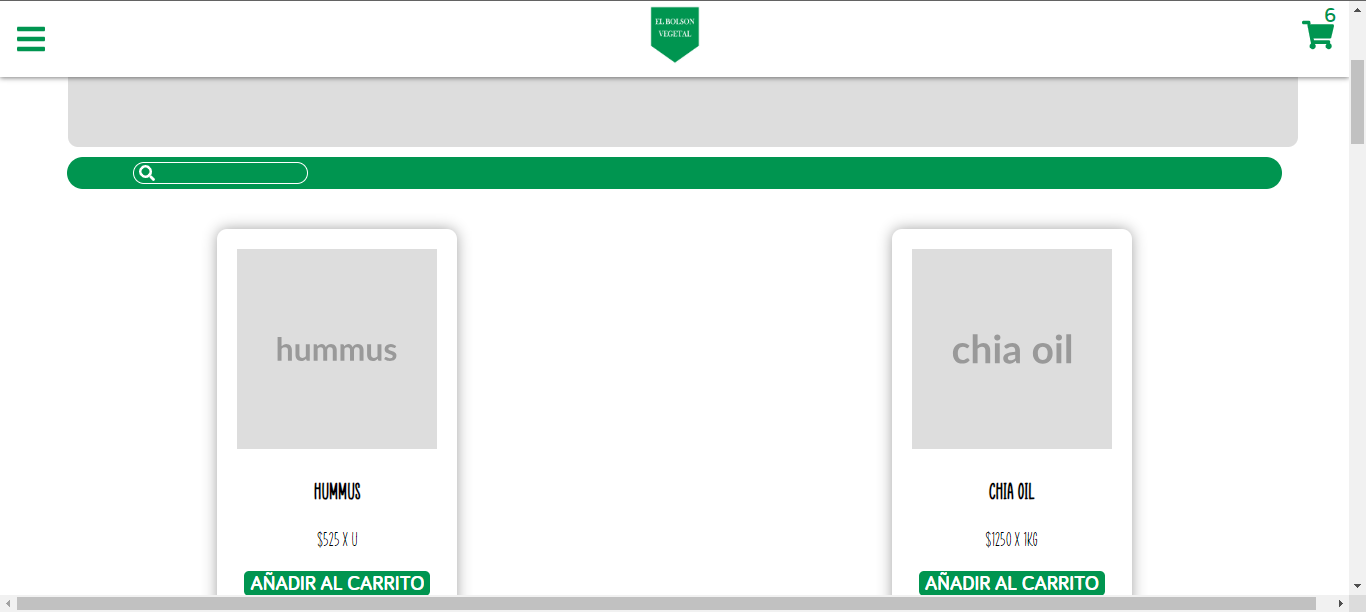 EL BOLSON
VEGETAL
6
hummus
chia oil
HUMMUS
CHIA OIL
$525 X U
$1250 X 1KG
AÑADIR AL CARRITO
AÑADIR AL CARRITO